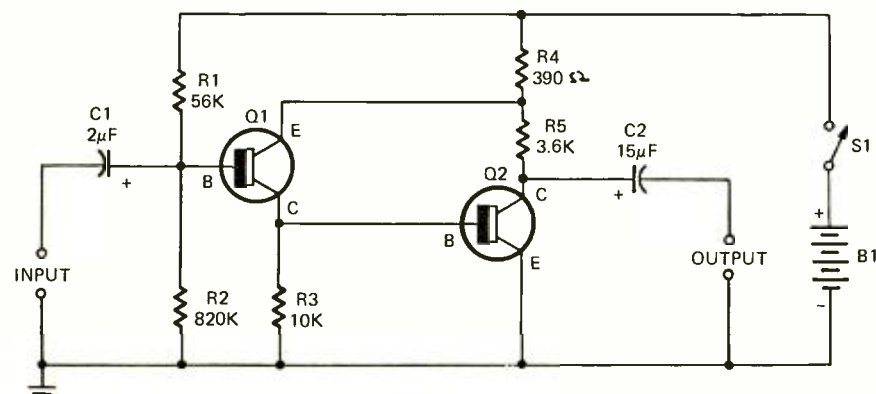 R4
390 Ω
R1
56K
Q1
E
C1
2µF
R5
3.6K
C2
15µF
S1
+
B
Q2
C
+
+
C
B
E
B1
INPUT
OUTPUT
R2
820K
R3
10K
−